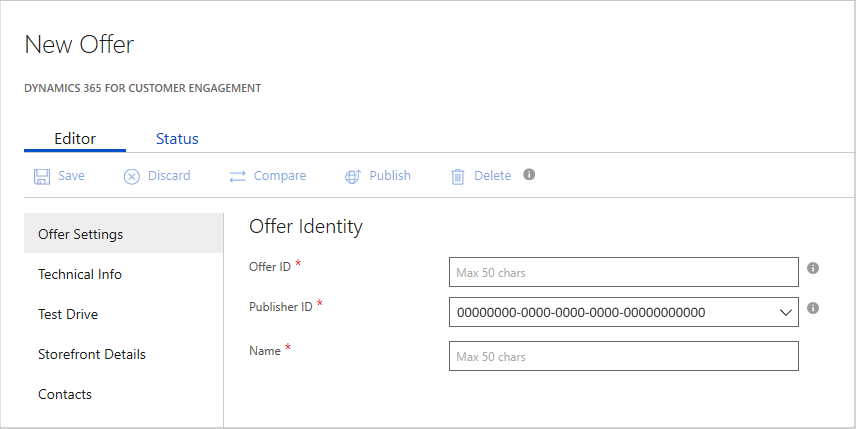 New Offer
DYNAMICS 365 FOR CUSTOMER ENGAGEMENT
Editor Status
Save Discard Compare Publish Delete
Offer Settings
Technical Info
Test Drive
Storefront Details
Contacts
Offer Identity
Offer ID * Max 50 chars
Publisher ID * 00000000-0000-0000-0000-00000000000
Name * Max 50 chars